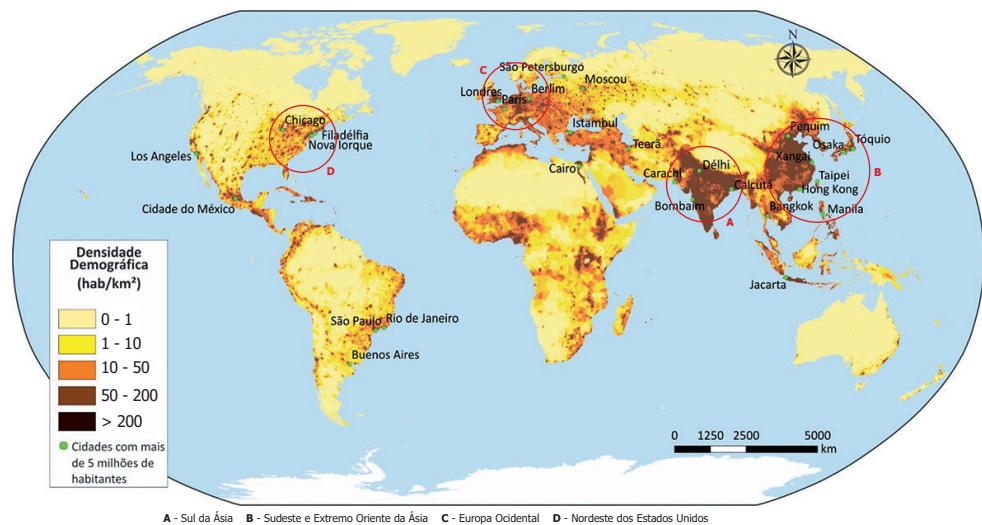 N
São Petersburgo
C
Moscou
Londres
Berlim
Paris
Chicago
Filadélfia
Nova Iorque
Istambul
Pequim
Tóquio
Osaka
Los Angeles
D
Teerã
Xangai
Cairo
Délhi
B
Carachi
Calcutá
Taipei
Hong Kong
Cidade do México
Bombaim
Bangkok
Manila
A
Densidade
Demográfica
(hab/km²)
0 - 1
1 - 10
10 - 50
50 - 200
> 200
Cidades com mais
de 5 milhões de
habitantes
Jacarta
São Paulo
Rio de Janeiro
Buenos Aires
0 1250 2500 5000
km
A - Sul da Ásia B - Sudeste e Extremo Oriente da Ásia C - Europa Ocidental D - Nordeste dos Estados Unidos